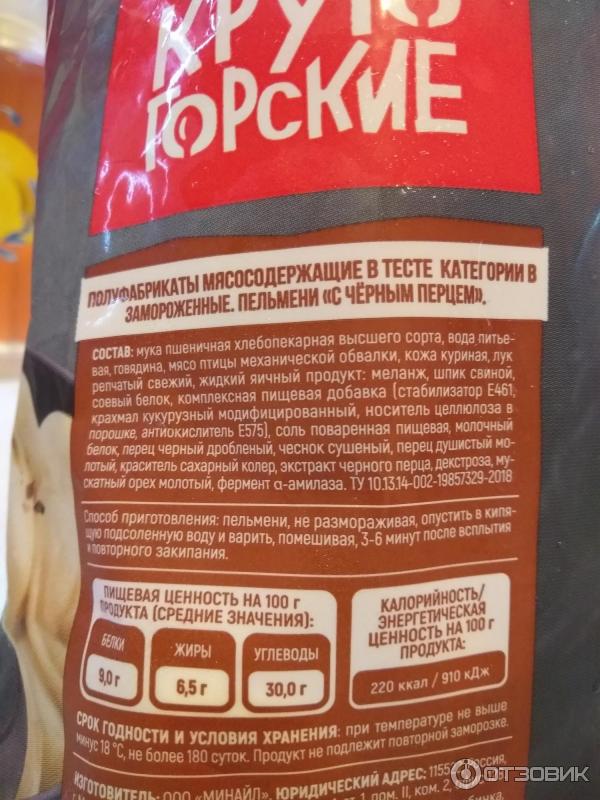 КРУТО
ГОРСКИЕ
ПОЛУФАБРИКАТЫ МЯСОСОДЕРЖАЩИЕ В ТЕСТЕ КАТЕГОРИИ В
ЗАМОРОЖЕННЫЕ. ПЕЛЬМЕНИ «С ЧЁРНЫМ ПЕРЦЕМ».
СОСТАВ: мука пшеничная хлебопекарная высшего сорта, вода питье-
вая, говядина, мясо птицы механической обвалки, кожа куриная, лук
репчатый свежий, жидкий яичный продукт: меланж, шпик свиной,
соевый белок, комплексная пищевая добавка (стабилизатор Е461,
крахмал кукурузный модифицированный, носитель целлюлоза в
порошке, антиокислитель Е575), соль поваренная пищевая, молочный
белок, перец черный дробленый, чеснок сушеный, перец душистый мо-
лотый, краситель сахарный колер, экстракт черного перца, декстроза, му-
скатный орех молотый, фермент α-амилаза. ТУ 10.13.14-002-19857329-2018
Способ приготовления: пельмени, не размораживая, опустить в кипя-
щую подсоленную воду и варить, помешивая, 3-6 минут после всплытия
и повторного закипания.
ПИЩЕВАЯ ЦЕННОСТЬ НА 100 г
ПРОДУКТА (СРЕДНИЕ ЗНАЧЕНИЯ):
БЕЛКИ
9,0 г
ЖИРЫ
6,5 г
УГЛЕВОДЫ
30,0 г
КАЛОРИЙНОСТЬ/
ЭНЕРГЕТИЧЕСКАЯ
ЦЕННОСТЬ НА 100 г
ПРОДУКТА:
220 ккал / 910 кДж
СРОК ГОДНОСТИ И УСЛОВИЯ ХРАНЕНИЯ: при температуре не выше
минус 18 °С, не более 180 суток. Продукт не подлежит повторной заморозке.
ИЗГОТОВИТЕЛЬ: ООО «МИНАЙЛ». ЮРИДИЧЕСКИЙ АДРЕС: Россия,
1, пом. II, ком. 2,
ОТЗОВИК